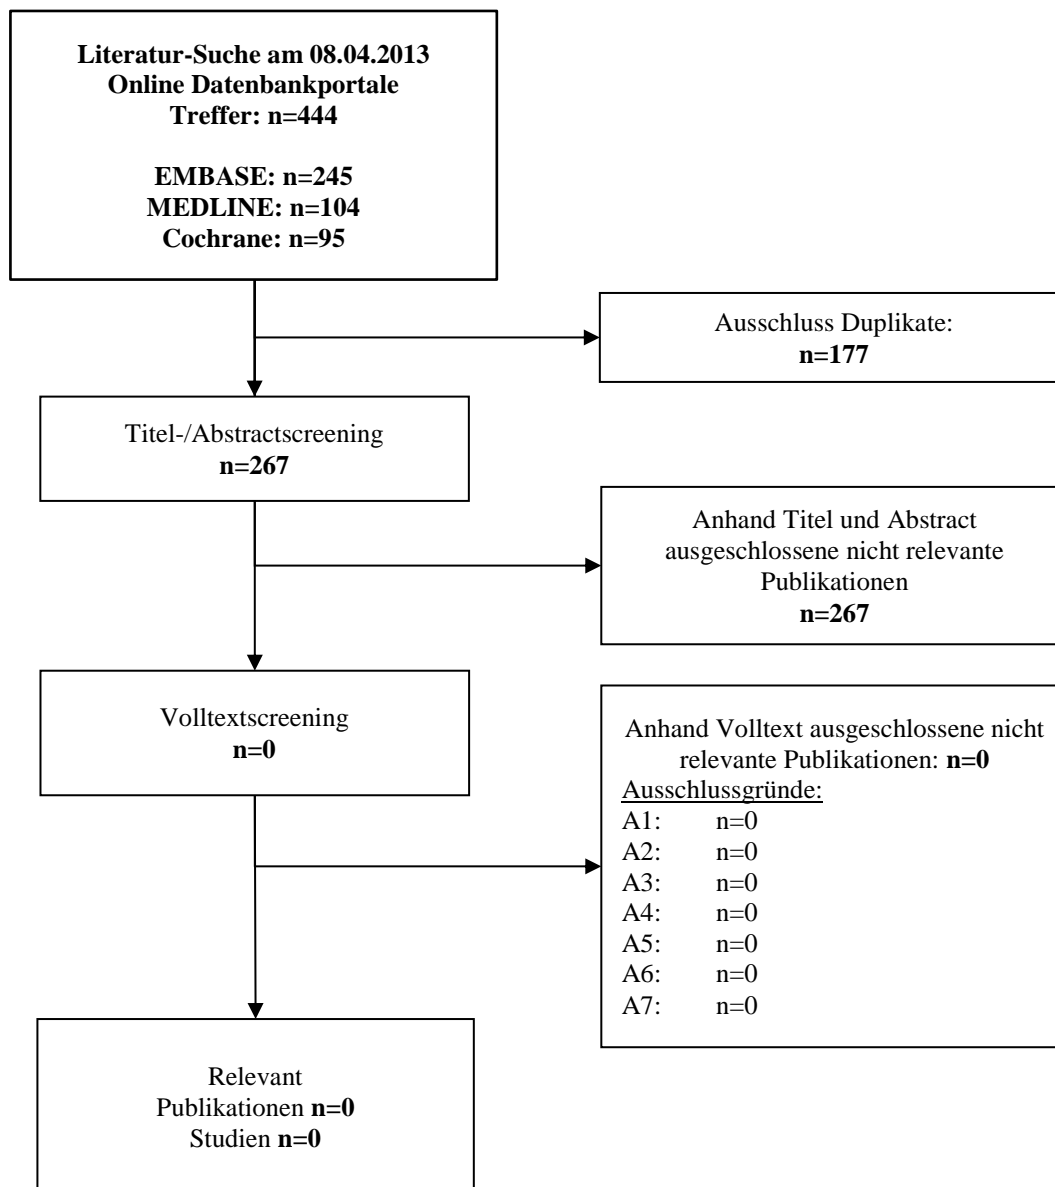 Literatur-Suche am 08.04.2013
Online Datenbankportale
Treffer: n=444
EMBASE: n=245
MEDLINE: n=104
Cochrane: n=95
Ausschluss Duplikate:
n=177
Titel-/Abstractscreening
n=267
Anhand Titel und Abstract
ausgeschlossene nicht relevante
Publikationen
n=267
Volltextscreening
n=0
Anhand Volltext ausgeschlossene nicht
relevante Publikationen: n=0
Ausschlussgründe:
A1: n=0
A2: n=0
A3: n=0
A4: n=0
A5: n=0
A6: n=0
A7: n=0
Relevant
Publikationen n=0
Studien n=0